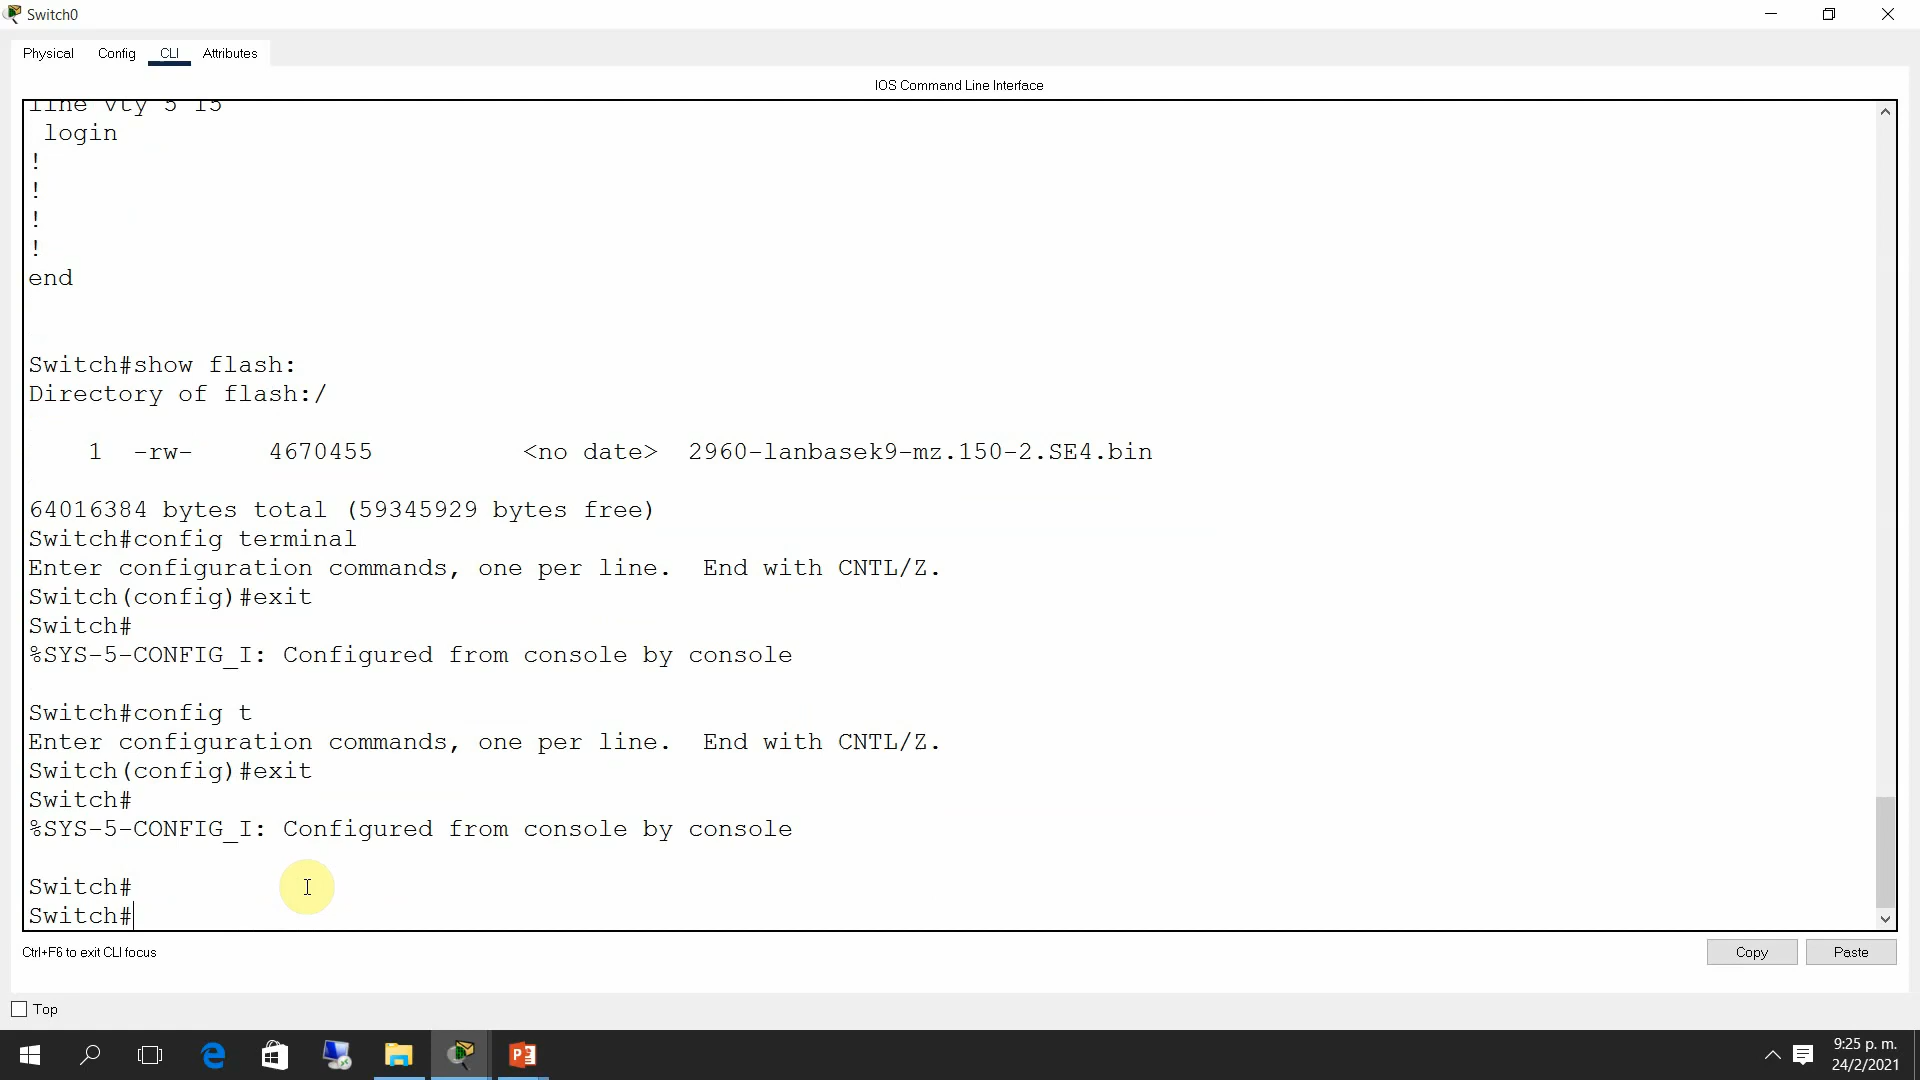 Switch0
Physical Config CLI Attributes
IOS Command Line Interface
line vty 5 15
 login
!
!
!
!
end
Switch#show flash:
Directory of flash:/
    1  -rw-     4670455          <no date>  2960-lanbasek9-mz.150-2.SE4.bin
64016384 bytes total (59345929 bytes free)
Switch#config terminal
Enter configuration commands, one per line.  End with CNTL/Z.
Switch(config)#exit
Switch#
%SYS-5-CONFIG_I: Configured from console by console
Switch#config t
Enter configuration commands, one per line.  End with CNTL/Z.
Switch(config)#exit
Switch#
%SYS-5-CONFIG_I: Configured from console by console
Switch#
Switch#
Ctrl+F6 to exit CLI focus
Copy Paste
Top
9:25 p. m.
24/2/2021